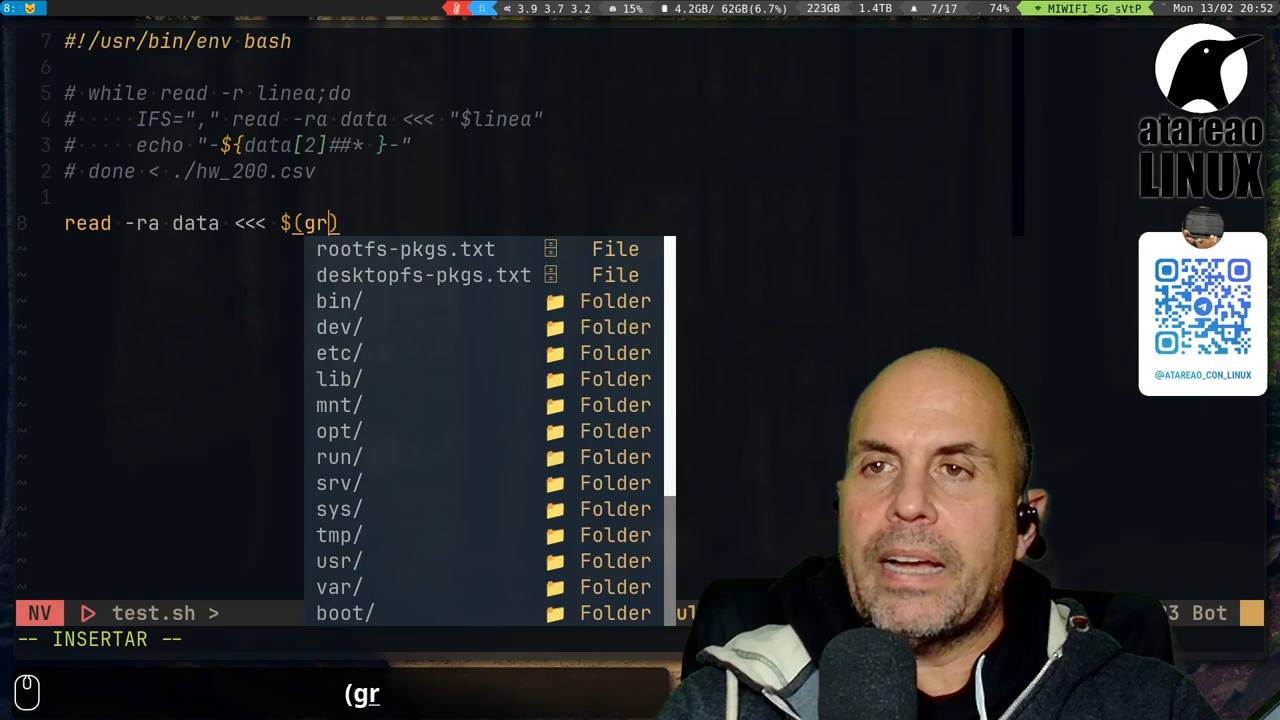 8: 🐱 3.9 3.7 3.2 15% 4.2GB/ 62GB(6.7%) 223GB 1.4TB 7/17 74% MIWIFI 5G sVtP Mon 13/02 20:52
7 #!/usr/bin/env bash
6
5 # while read -r linea;do
4 #     IFS="," read -ra data <<< "$linea"
3 #     echo "-${data[2]##* }-"
2 # done < ./hw_200.csv
1
8 read -ra data <<< $(gr)
rootfs-pkgs.txt File
desktopfs-pkgs.txt File
bin/ Folder
dev/ Folder
etc/ Folder
lib/ Folder
mnt/ Folder
opt/ Folder
run/ Folder
srv/ Folder
sys/ Folder
tmp/ Folder
usr/ Folder
var/ Folder
boot/ Folder
NV test.sh > Bot
-- INSERTAR --
(gr
atareao
LINUX
@ATAREAO_CON_LINUX